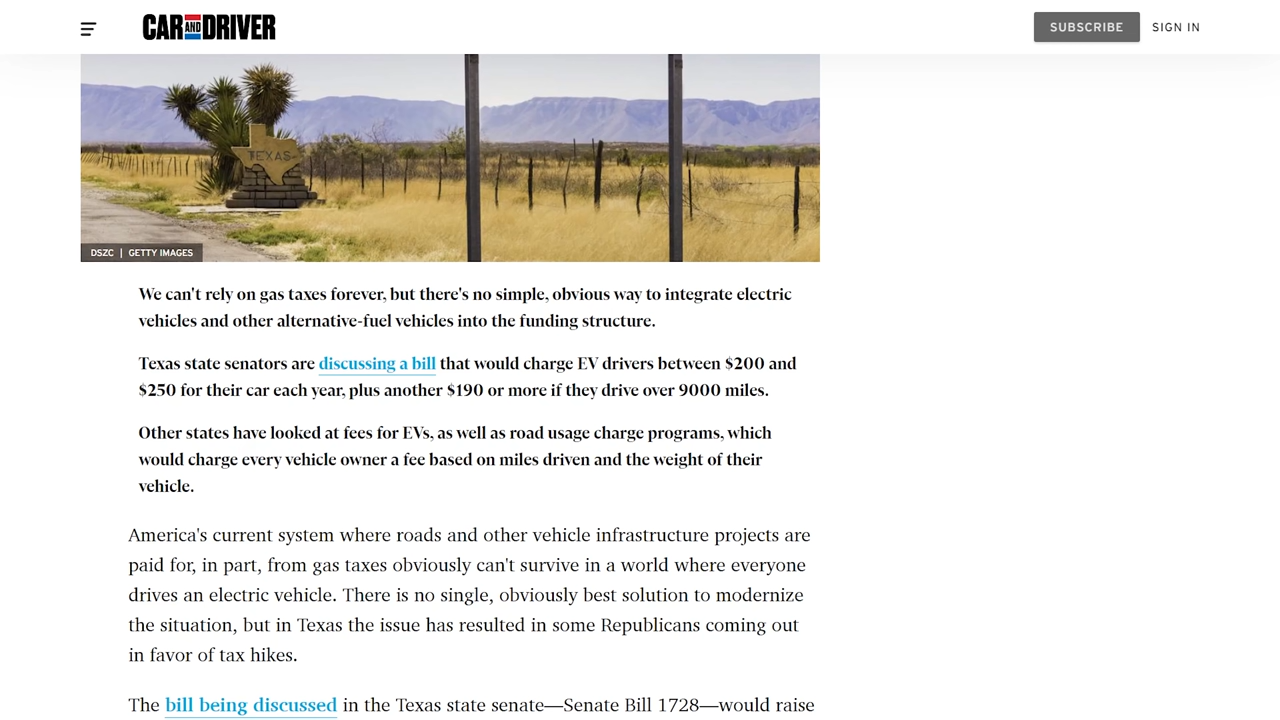 CAR AND DRIVER
SUBSCRIBE
SIGN IN
TEXAS
DSZC | GETTY IMAGES
We can't rely on gas taxes forever, but there's no simple, obvious way to integrate electric
vehicles and other alternative-fuel vehicles into the funding structure.
Texas state senators are discussing a bill that would charge EV drivers between $200 and
$250 for their car each year, plus another $190 or more if they drive over 9000 miles.
Other states have looked at fees for EVs, as well as road usage charge programs, which
would charge every vehicle owner a fee based on miles driven and the weight of their
vehicle.
America's current system where roads and other vehicle infrastructure projects are
paid for, in part, from gas taxes obviously can't survive in a world where everyone
drives an electric vehicle. There is no single, obviously best solution to modernize
the situation, but in Texas the issue has resulted in some Republicans coming out
in favor of tax hikes.
The bill being discussed in the Texas state senate—Senate Bill 1728—would raise